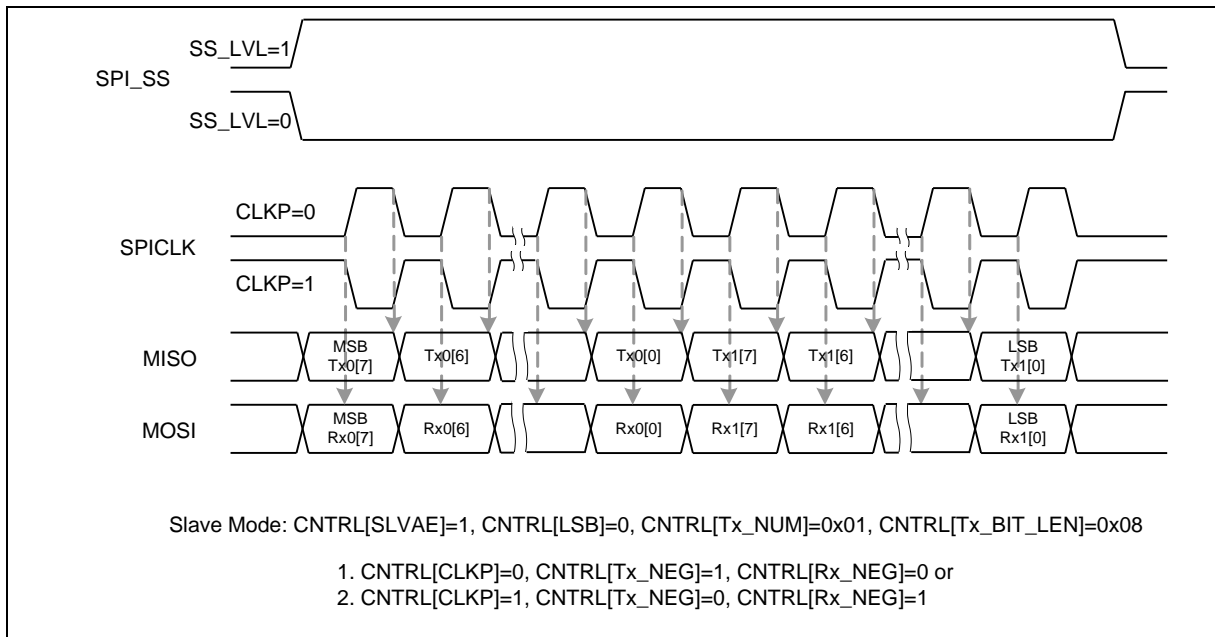 SS_LVL=1
SPI_SS
SS_LVL=0
CLKP=0
SPICLK
CLKP=1
MISO
MSB
Tx0[7]
Tx0[6]
Tx0[0]
Tx1[7]
Tx1[6]
LSB
Tx1[0]
MOSI
MSB
Rx0[7]
Rx0[6]
Rx0[0]
Rx1[7]
Rx1[6]
LSB
Rx1[0]
Slave Mode: CNTRL[SLVAE]=1, CNTRL[LSB]=0, CNTRL[Tx_NUM]=0x01, CNTRL[Tx_BIT_LEN]=0x08
1. CNTRL[CLKP]=0, CNTRL[Tx_NEG]=1, CNTRL[Rx_NEG]=0 or
2. CNTRL[CLKP]=1, CNTRL[Tx_NEG]=0, CNTRL[Rx_NEG]=1